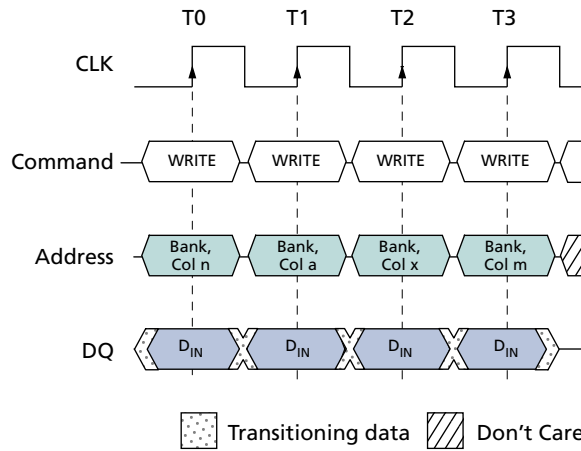 T0 T1 T2 T3
CLK
Command WRITE WRITE WRITE WRITE
Address Bank, Col n Bank, Col a Bank, Col x Bank, Col m
DQ DIN DIN DIN DIN
Transitioning data Don't Care